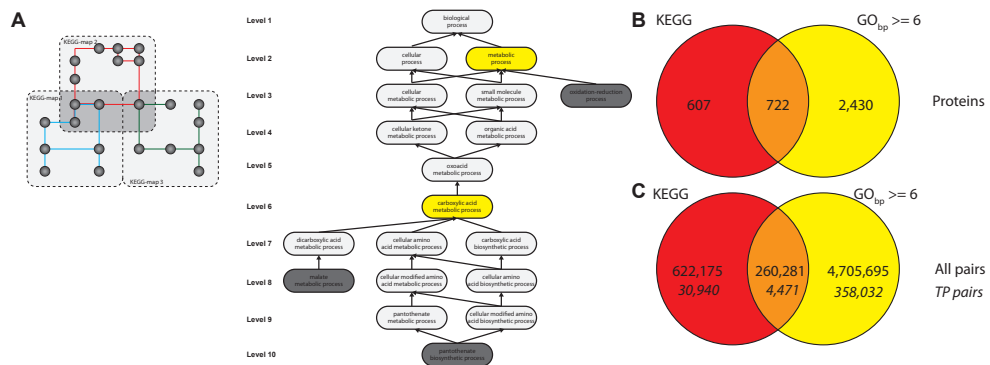 A
KEGG-map 2
KEGG-map
KEGG-map 3
Level 1
biological
process
Level 2
cellular
process
metabolic
process
Level 3
cellular
metabolic process
small molecule
metabolic process
oxidation-reduction
process
Level 4
cellular ketone
metabolic process
organic acid
metabolic process
Level 5
oxoacid
metabolic process
Level 6
carboxylic acid
metabolic process
Level 7
dicarboxylic acid
metabolic process
cellular amino
acid metabolic process
carboxylic acid
biosynthetic process
Level 8
malate
metabolic process
cellular modified amino
acid metabolic process
cellular amino
acid biosynthetic process
Level 9
pantothenate
metabolic process
cellular modified amino
acid biosynthetic process
Level 10
pantothenate
biosynthetic process
B
KEGG
GObp >= 6
607
722
2,430
Proteins
C
KEGG
GObp >= 6
622,175
260,281
4,705,695
All pairs
30,940
4,471
358,032
TP pairs